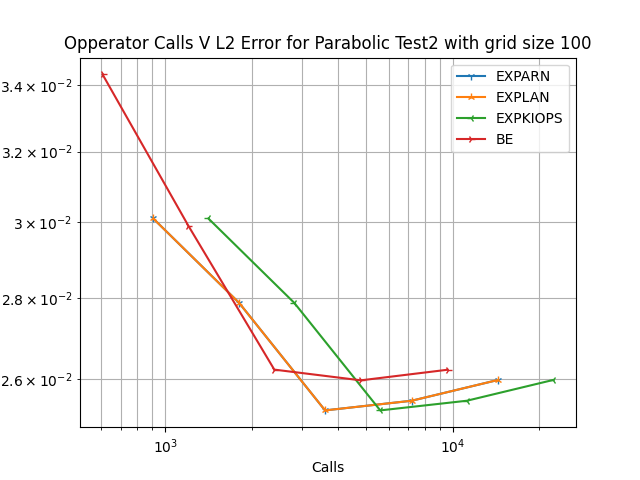 Opperator Calls V L2 Error for Parabolic Test2 with grid size 100
3.4 × 10⁻²
3.2 × 10⁻²
3 × 10⁻²
2.8 × 10⁻²
2.6 × 10⁻²
EXPARN
EXPLAN
EXPKIOPS
BE
10³
10⁴
Calls